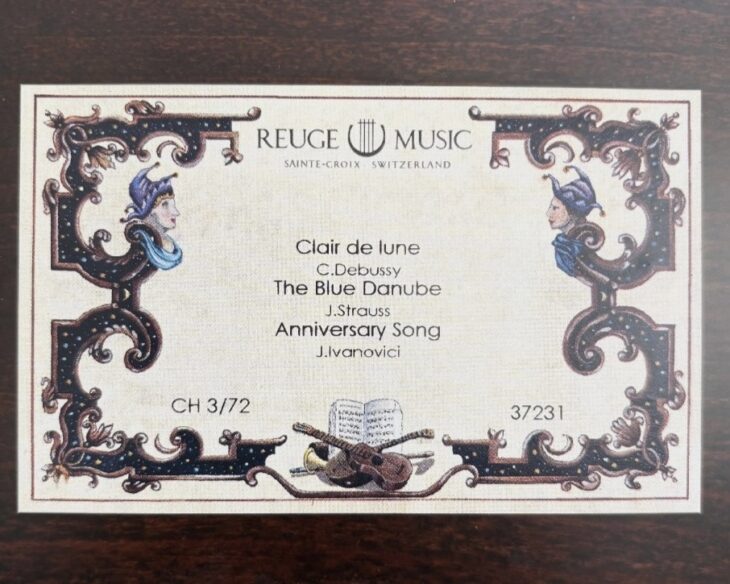 REUGE MUSIC
SAINTE-CROIX SWITZERLAND
Clair de lune
C.Debussy
The Blue Danube
J.Strauss
Anniversary Song
J.Ivanovici
CH 3/72
37231